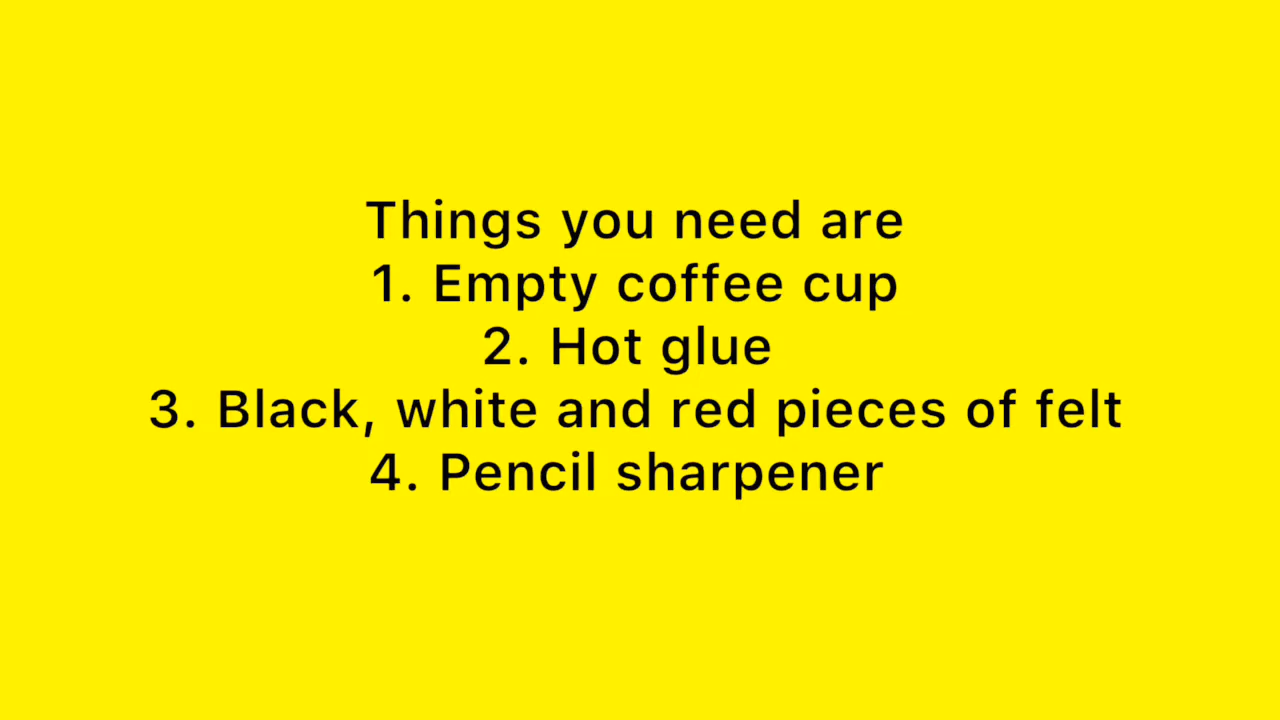 Things you need are
1. Empty coffee cup
2. Hot glue
3. Black, white and red pieces of felt
4. Pencil sharpener